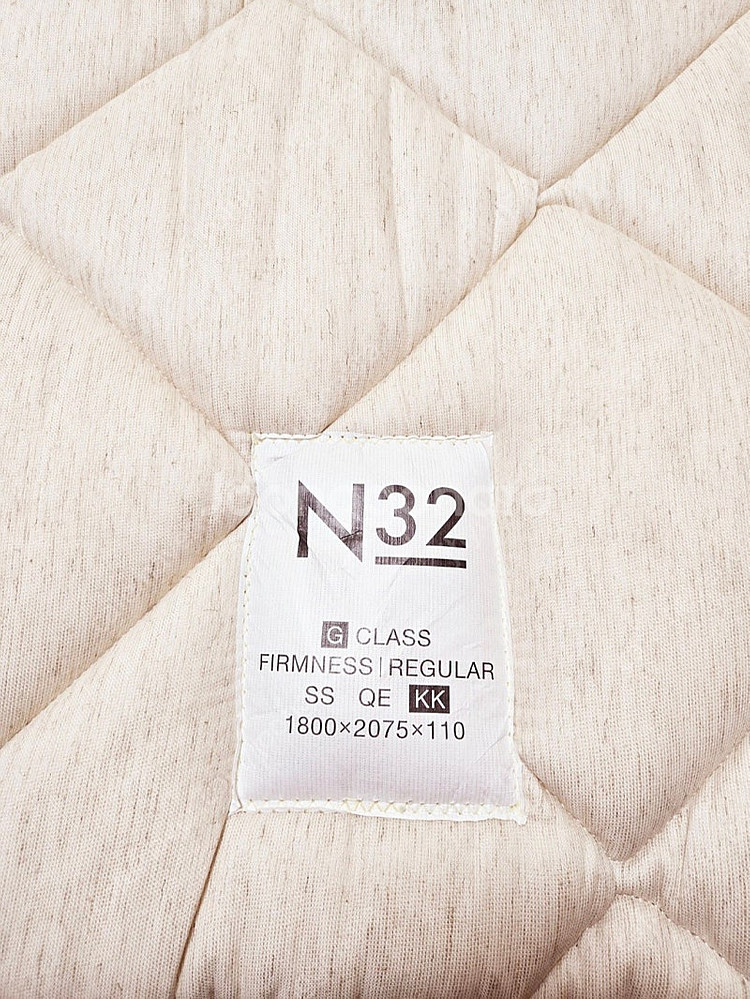 N32
G CLASS
FIRMNESS | REGULAR
SS QE KK
1800×2075×110